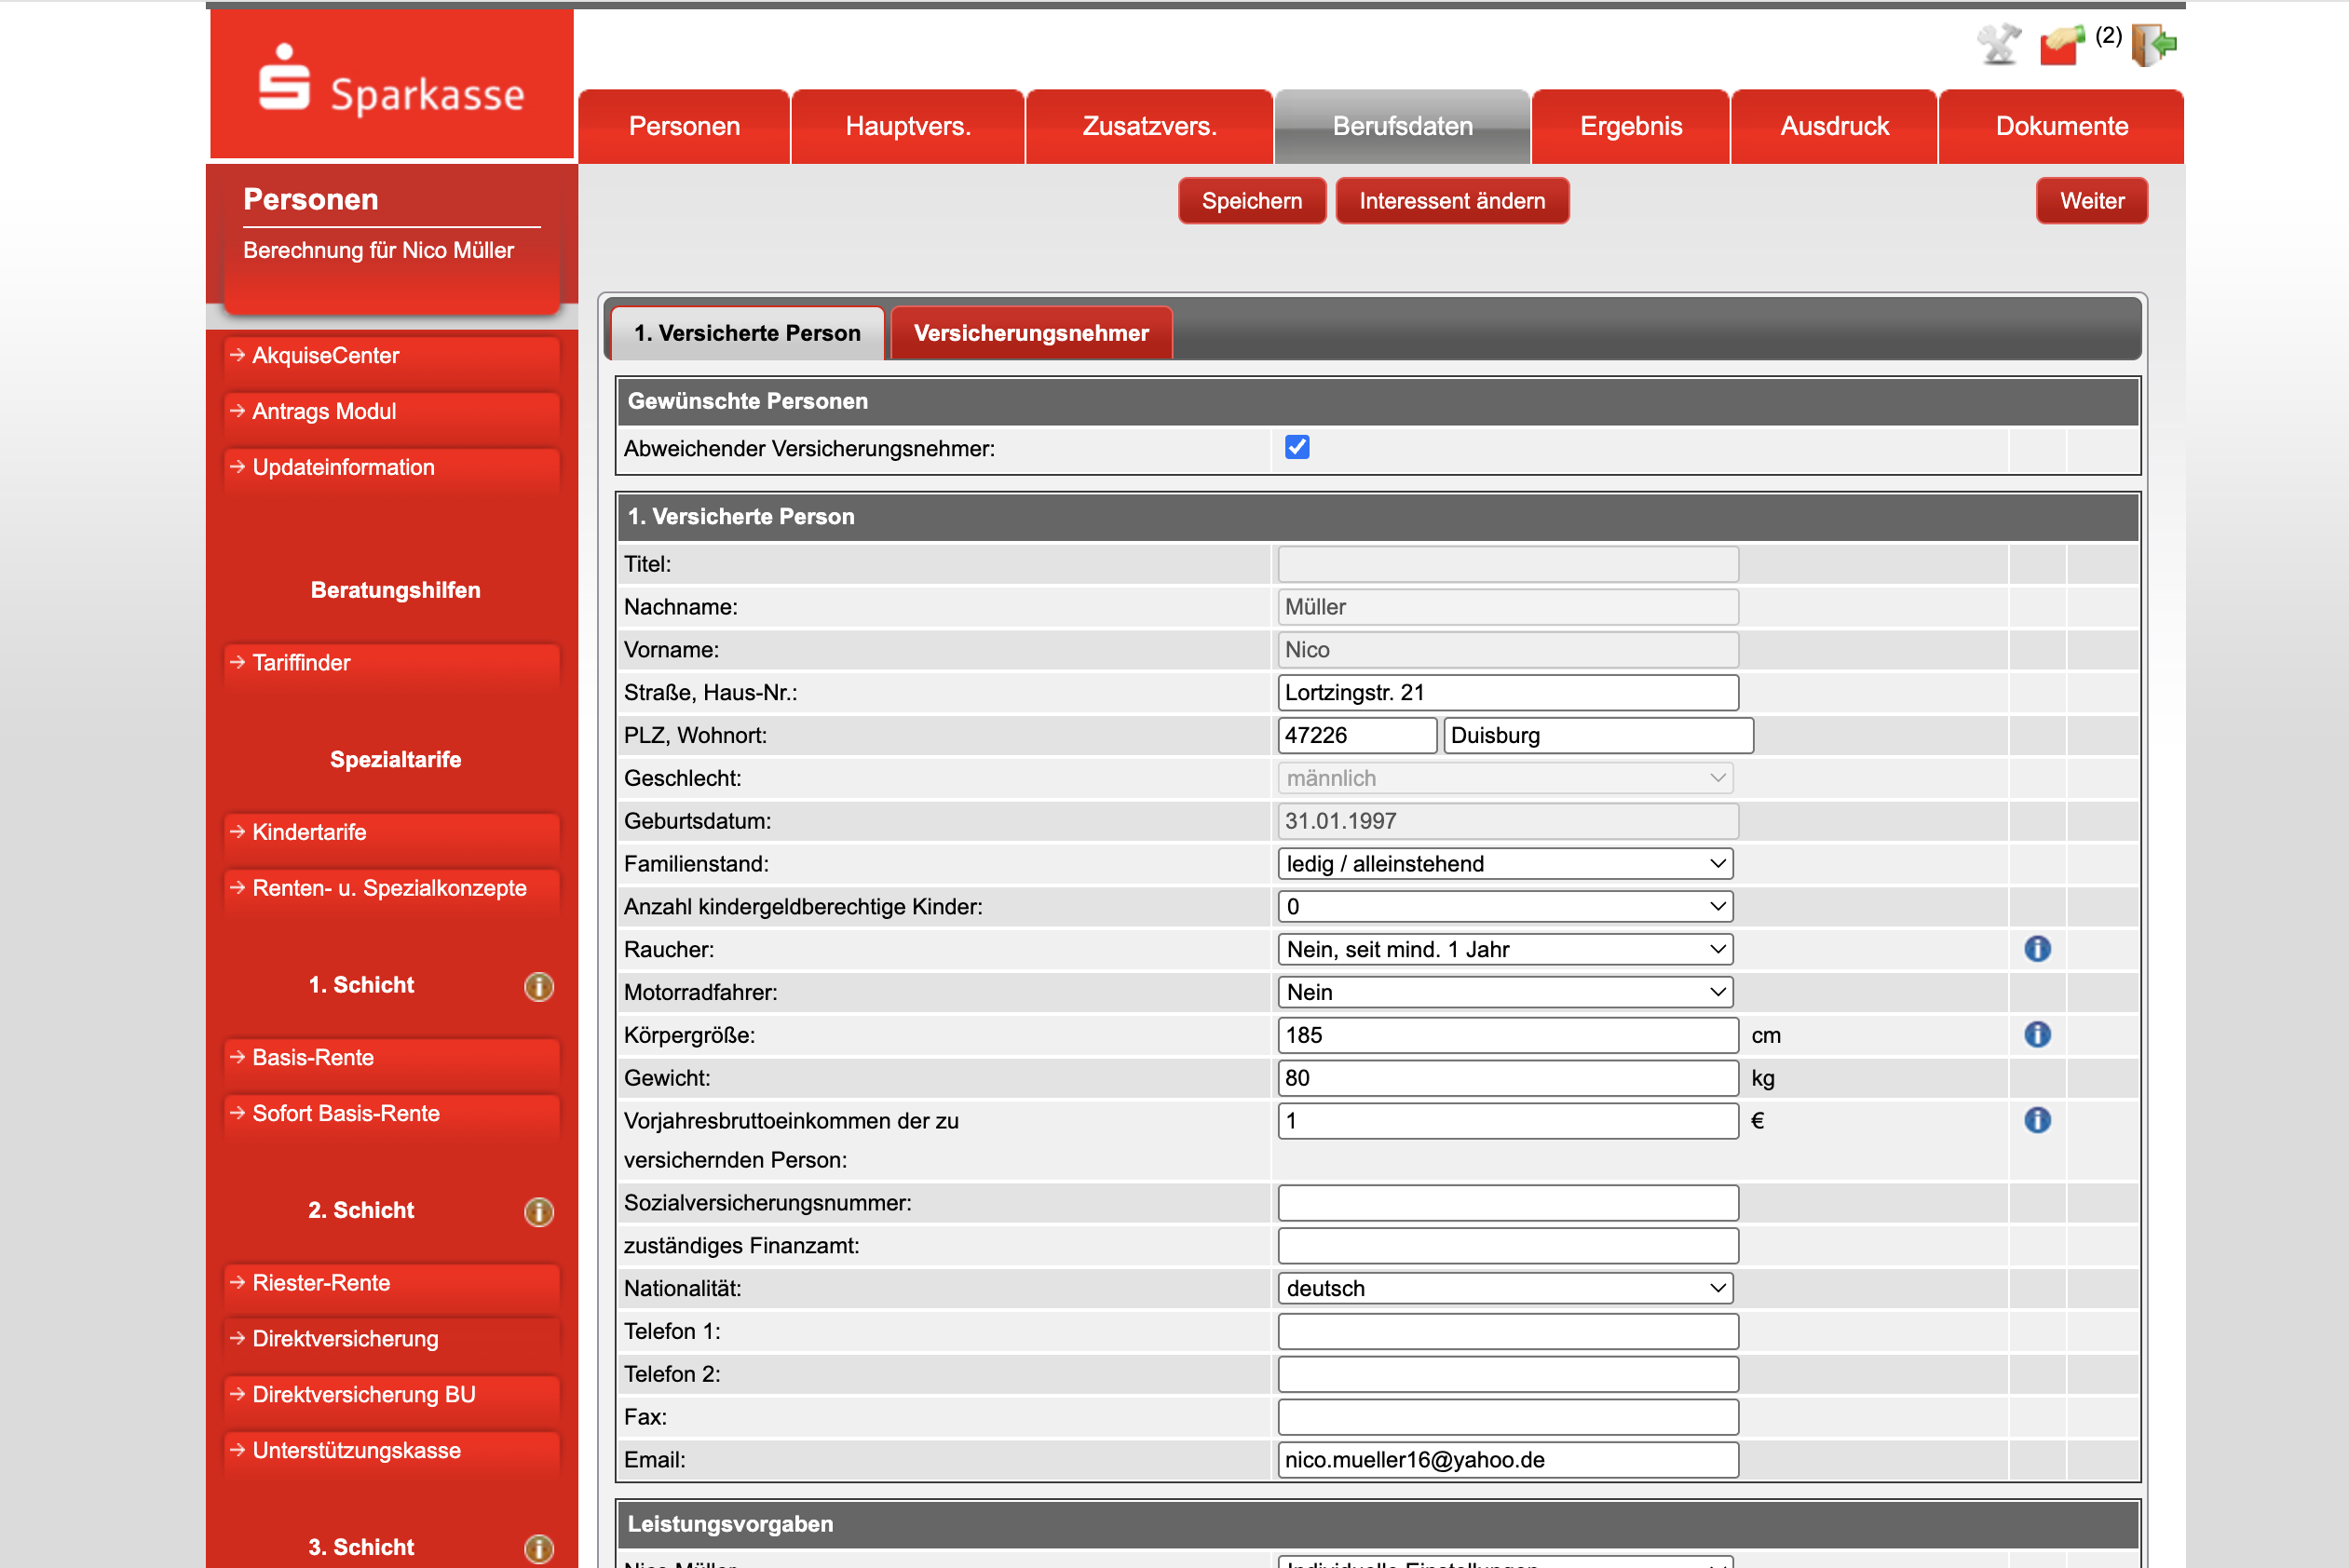 Sparkasse
(2)
Personen
Hauptvers.
Zusatzvers.
Berufsdaten
Ergebnis
Ausdruck
Dokumente
Speichern
Interessent ändern
Weiter
Personen
Berechnung für Nico Müller
AkquiseCenter
Antrags Modul
Updateinformation
Beratungshilfen
Tariffinder
Spezialtarife
Kindertarife
Renten- u. Spezialkonzepte
1. Schicht
Basis-Rente
Sofort Basis-Rente
2. Schicht
Riester-Rente
Direktversicherung
Direktversicherung BU
Unterstützungskasse
3. Schicht
1. Versicherte Person
Versicherungsnehmer
Gewünschte Personen
Abweichender Versicherungsnehmer:
1. Versicherte Person
Titel:
Nachname: Müller
Vorname: Nico
Straße, Haus-Nr.: Lortzingstr. 21
PLZ, Wohnort: 47226 Duisburg
Geschlecht: männlich
Geburtsdatum: 31.01.1997
Familienstand: ledig / alleinstehend
Anzahl kindergeldberechtige Kinder: 0
Raucher: Nein, seit mind. 1 Jahr
Motorradfahrer: Nein
Körpergröße: 185 cm
Gewicht: 80 kg
Vorjahresbruttoeinkommen der zu 1 €
versichernden Person:
Sozialversicherungsnummer:
zuständiges Finanzamt:
Nationalität: deutsch
Telefon 1:
Telefon 2:
Fax:
Email: nico.mueller16@yahoo.de
Leistungsvorgaben
Nico Müller Individuelle Einstellungen